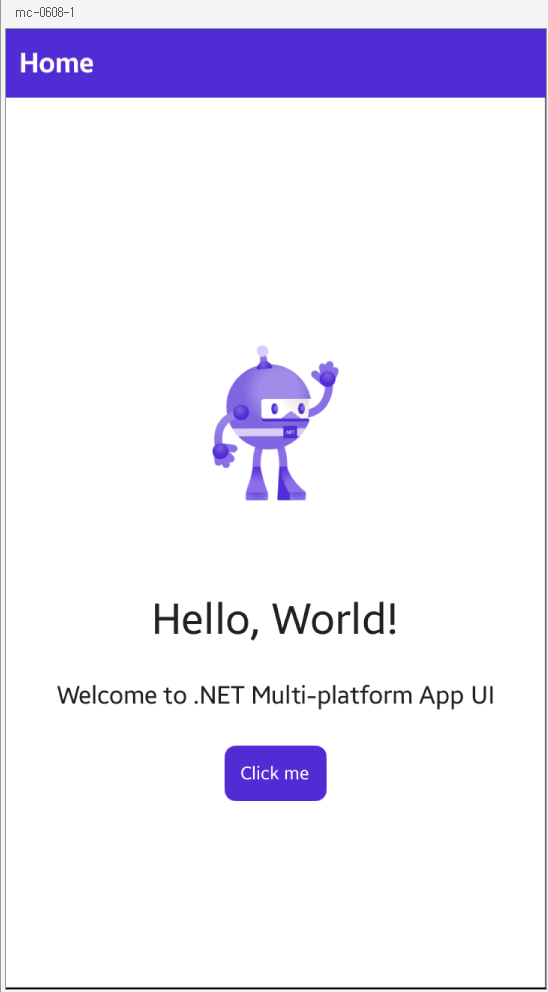 mc-0608-1
Home
.NET
Hello, World!
Welcome to .NET Multi-platform App UI
Click me